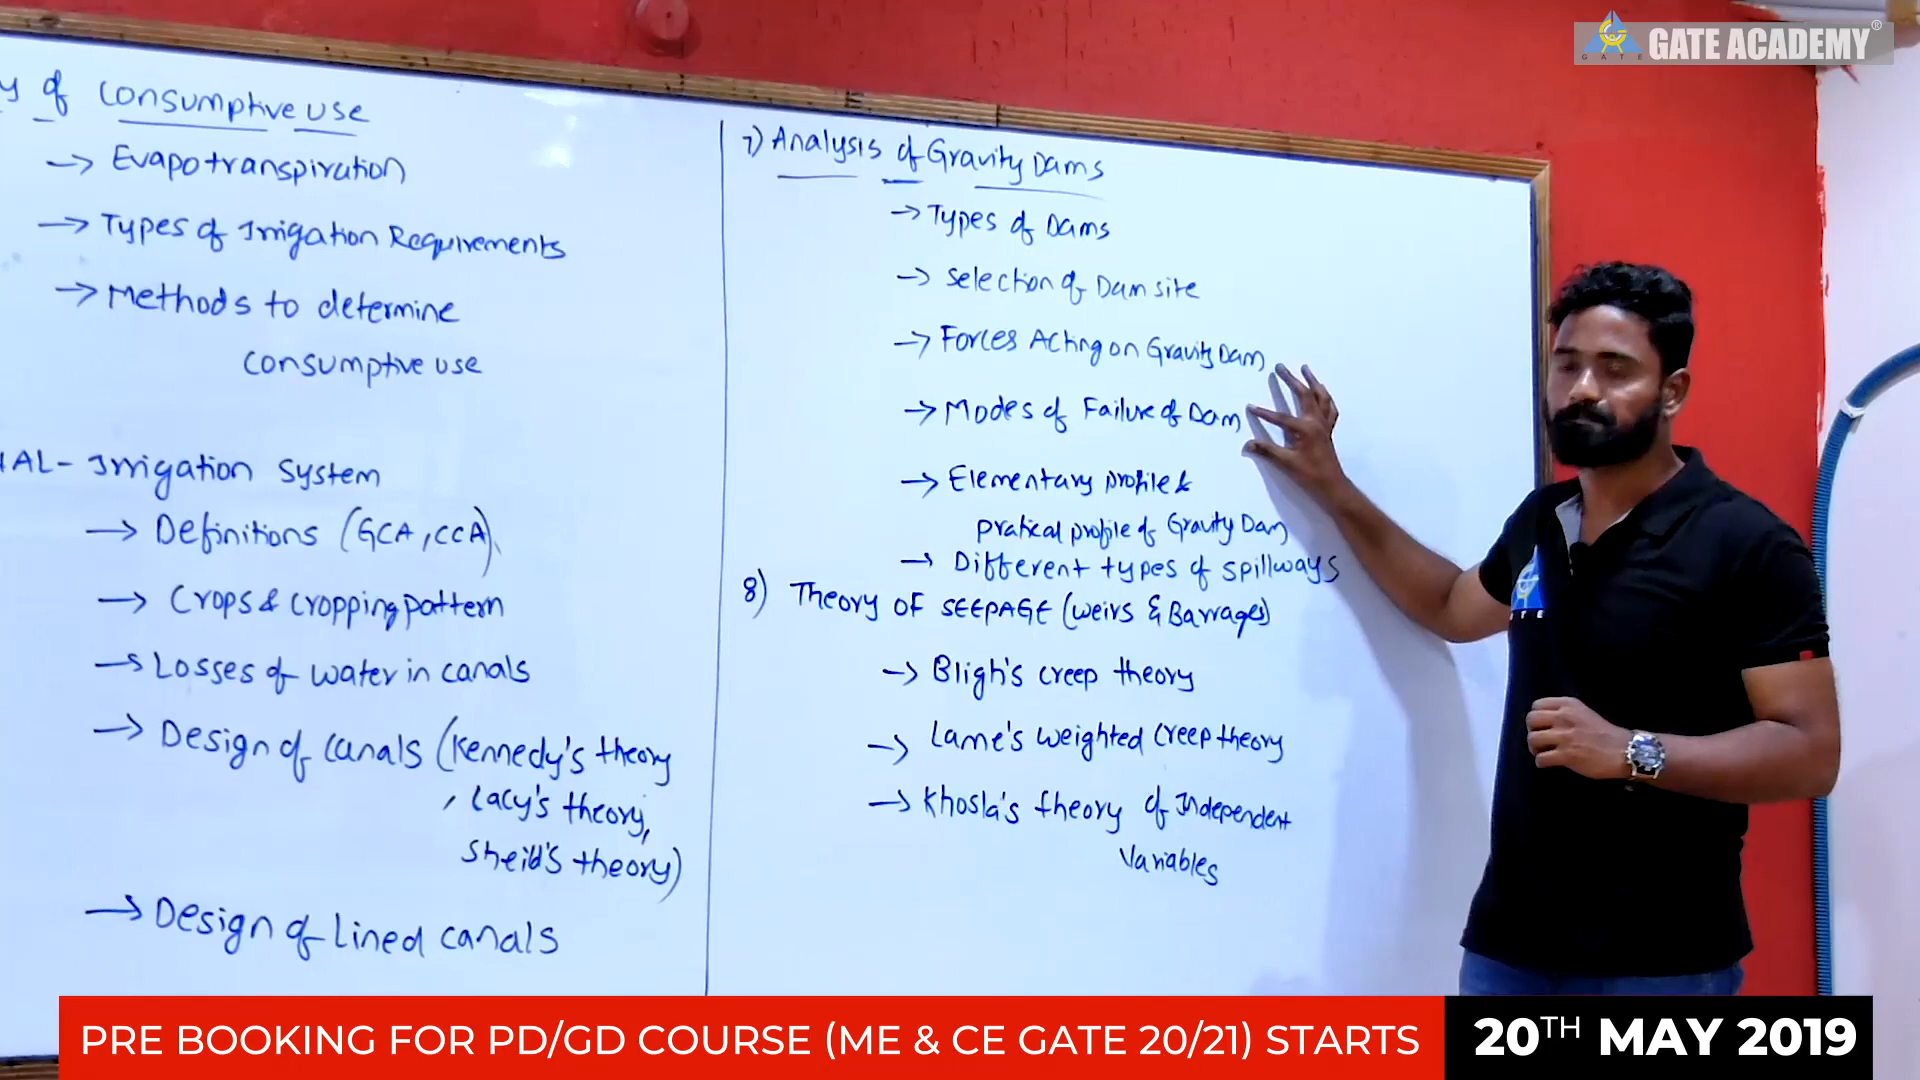 of Consumptive use
→ Evapotranspiration
→ Types of Irrigation Requirements
→ Methods to determine
consumptive use
AL- Irrigation System
→ Definitions (GCA, CCA)
→ Crops & cropping pattern
→ Losses of water in canals
→ Design of canals (Kennedy's theory
, Lacy's theory,
Sheild's theory)
→ Design of Lined canals
7) Analysis of Gravity Dams
→ Types of Dams
→ Selection of Dam site
→ Forces Acting on Gravity Dam
→ Modes of Failure of Dam
→ Elementary profile &
pratical profile of Gravity Dam
→ Different types of spillways
8) Theory OF SEEPAGE (weirs & Barrages)
→ Bligh's creep theory
→ Lame's weighted creep theory
→ Khosla's theory of Independent
Variables
GATE
GATE ACADEMY®
PRE BOOKING FOR PD/GD COURSE (ME & CE GATE 20/21) STARTS
20TH MAY 2019